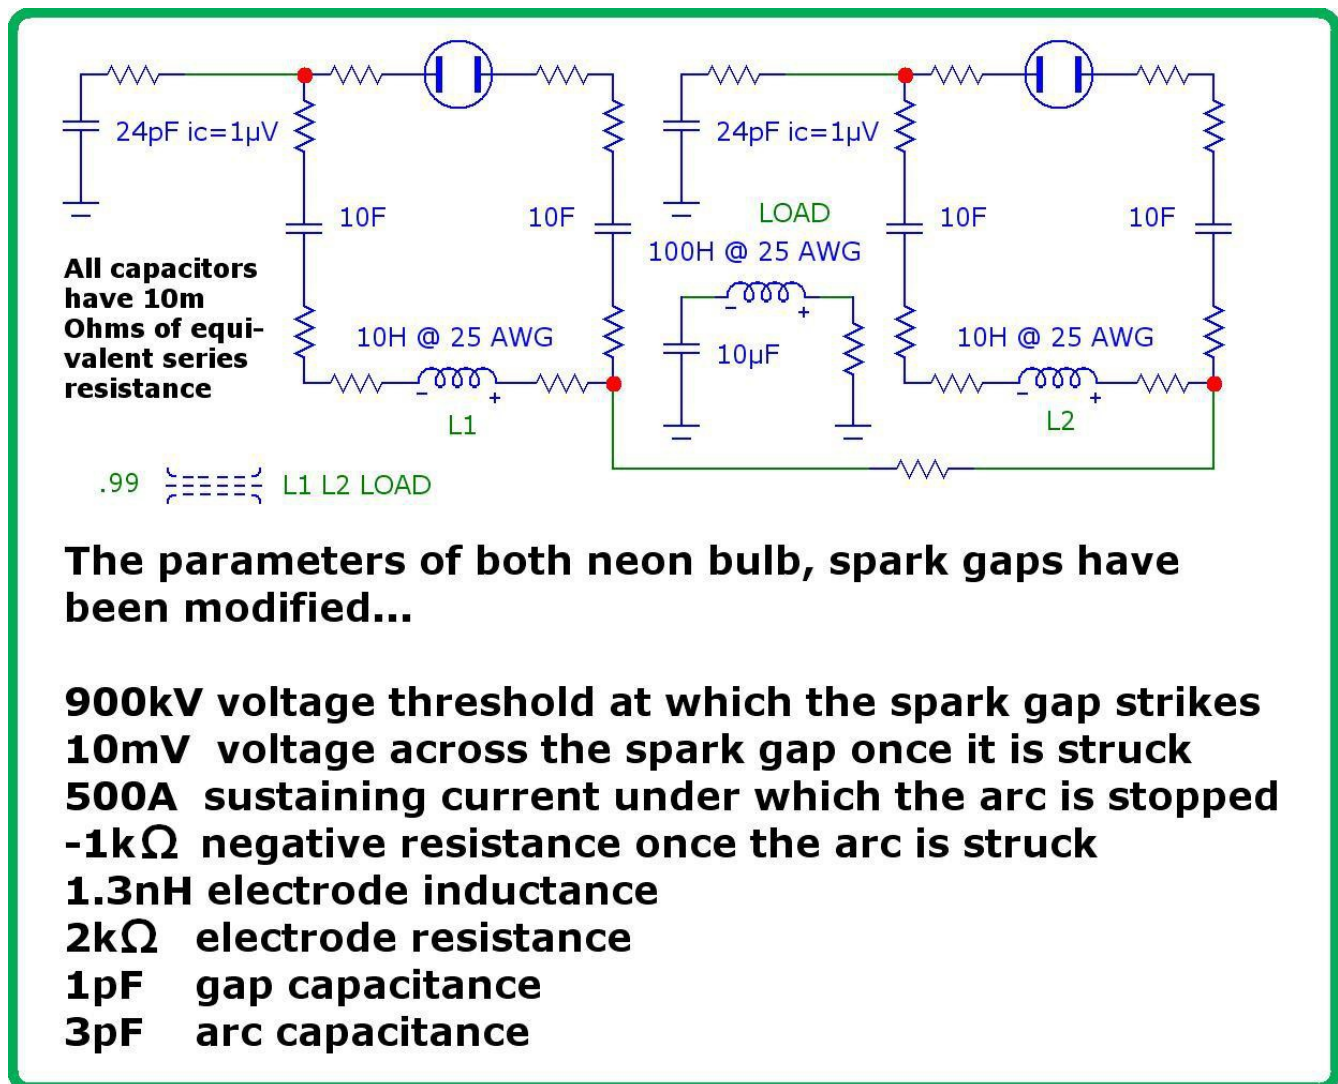 24pF ic=1µV
24pF ic=1µV
10F
10F
LOAD
10F
10F
100H @ 25 AWG
All capacitors
have 10m
Ohms of equi-
valent series
resistance
10H @ 25 AWG
10µF
10H @ 25 AWG
-
+
-
+
-
+
L1
L2
.99
L1 L2 LOAD
The parameters of both neon bulb, spark gaps have
been modified...
900kV voltage threshold at which the spark gap strikes
10mV voltage across the spark gap once it is struck
500A sustaining current under which the arc is stopped
-1kΩ negative resistance once the arc is struck
1.3nH electrode inductance
2kΩ electrode resistance
1pF gap capacitance
3pF arc capacitance